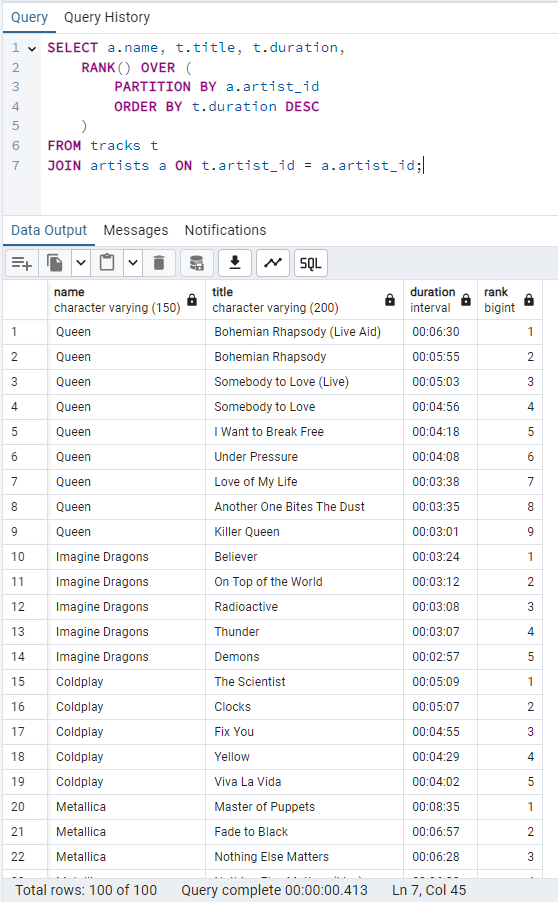 Query Query History
1 SELECT a.name, t.title, t.duration,
2 RANK() OVER (
3 PARTITION BY a.artist_id
4 ORDER BY t.duration DESC
5 )
6 FROM tracks t
7 JOIN artists a ON t.artist_id = a.artist_id;
Data Output Messages Notifications
SQL
name title duration rank
character varying (150) character varying (200) interval bigint
1 Queen Bohemian Rhapsody (Live Aid) 00:06:30 1
2 Queen Bohemian Rhapsody 00:05:55 2
3 Queen Somebody to Love (Live) 00:05:03 3
4 Queen Somebody to Love 00:04:56 4
5 Queen I Want to Break Free 00:04:18 5
6 Queen Under Pressure 00:04:08 6
7 Queen Love of My Life 00:03:38 7
8 Queen Another One Bites The Dust 00:03:35 8
9 Queen Killer Queen 00:03:01 9
10 Imagine Dragons Believer 00:03:24 1
11 Imagine Dragons On Top of the World 00:03:12 2
12 Imagine Dragons Radioactive 00:03:08 3
13 Imagine Dragons Thunder 00:03:07 4
14 Imagine Dragons Demons 00:02:57 5
15 Coldplay The Scientist 00:05:09 1
16 Coldplay Clocks 00:05:07 2
17 Coldplay Fix You 00:04:55 3
18 Coldplay Yellow 00:04:29 4
19 Coldplay Viva La Vida 00:04:02 5
20 Metallica Master of Puppets 00:08:35 1
21 Metallica Fade to Black 00:06:57 2
22 Metallica Nothing Else Matters 00:06:28 3
Total rows: 100 of 100 Query complete 00:00:00.413 Ln 7, Col 45